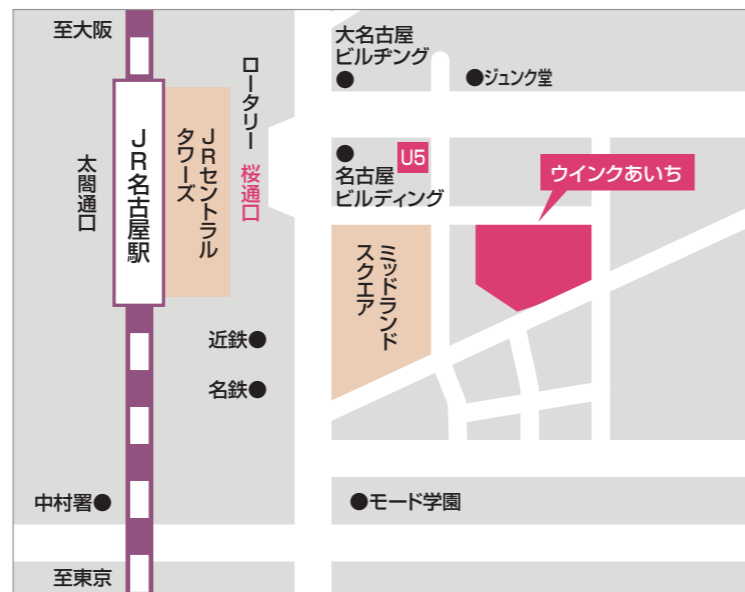 至大阪
大名古屋
ビルヂング
ジュンク堂
ロータリー
桜通口
JRセントラル
タワーズ
JR名古屋駅
太閤通口
U5
名古屋
ビルディング
ウインクあいち
ミッドランド
スクエア
近鉄
名鉄
中村署
モード学園
至東京